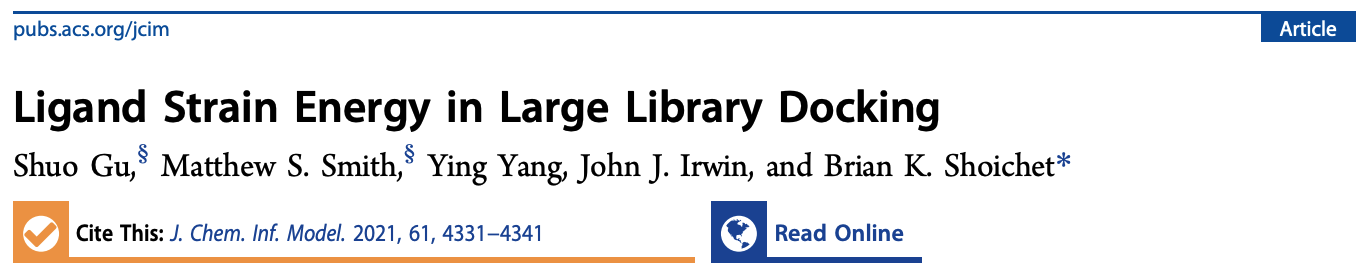 pubs.acs.org/jcim
Article
Ligand Strain Energy in Large Library Docking
Shuo Gu,§ Matthew S. Smith,§ Ying Yang, John J. Irwin, and Brian K. Shoichet*
Cite This: J. Chem. Inf. Model. 2021, 61, 4331−4341
Read Online